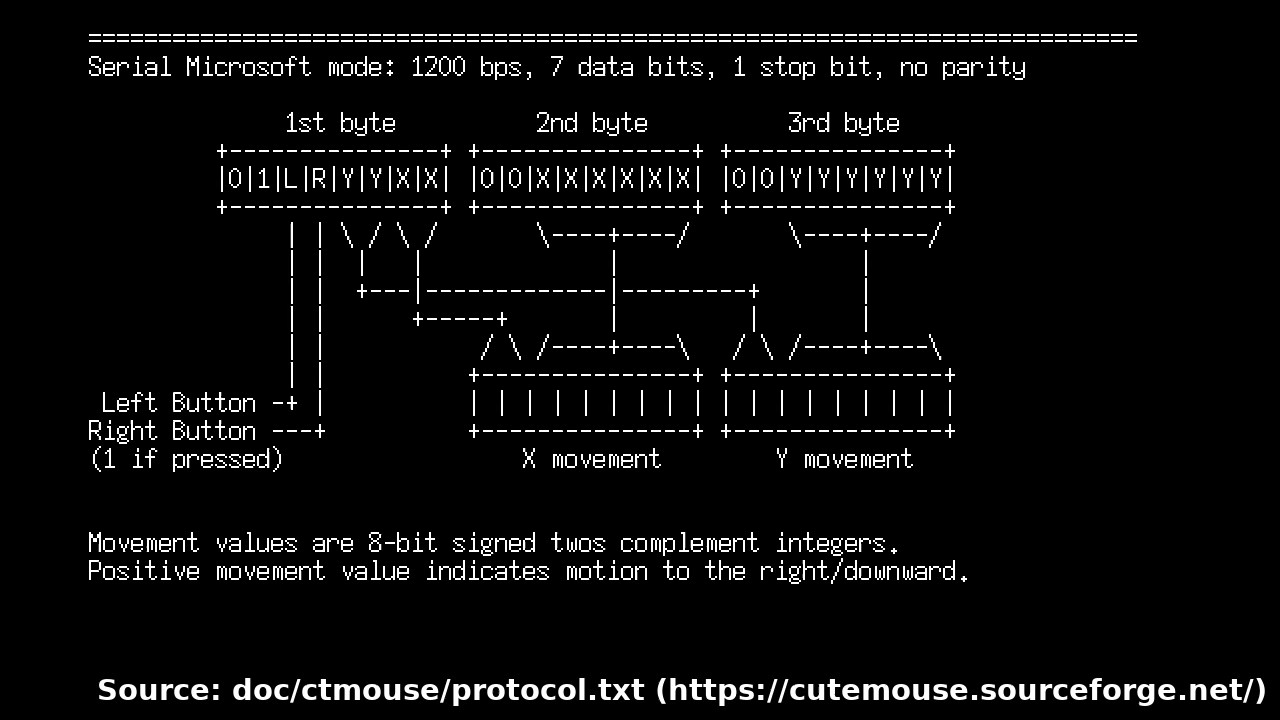 ===========================================================================
Serial Microsoft mode: 1200 bps, 7 data bits, 1 stop bit, no parity
1st byte 2nd byte 3rd byte
+---------------+ +---------------+ +---------------+
|0|1|L|R|Y|Y|X|X| |0|0|X|X|X|X|X|X| |0|0|Y|Y|Y|Y|Y|Y|
+---------------+ +---------------+ +---------------+
| | \ / \ / \----+----/ \----+----/
| | | | | |
| | +---|-------------|---------+ |
| | +-----+ | | |
| | / \ /----+----\ / \ /----+----\
| | +---------------+ +---------------+
Left Button -+ | | | | | | | | | | | | | | | | | | |
Right Button ---+ +---------------+ +---------------+
(1 if pressed) X movement Y movement
Movement values are 8-bit signed twos complement integers.
Positive movement value indicates motion to the right/downward.
Source: doc/ctmouse/protocol.txt (https://cutemouse.sourceforge.net/)